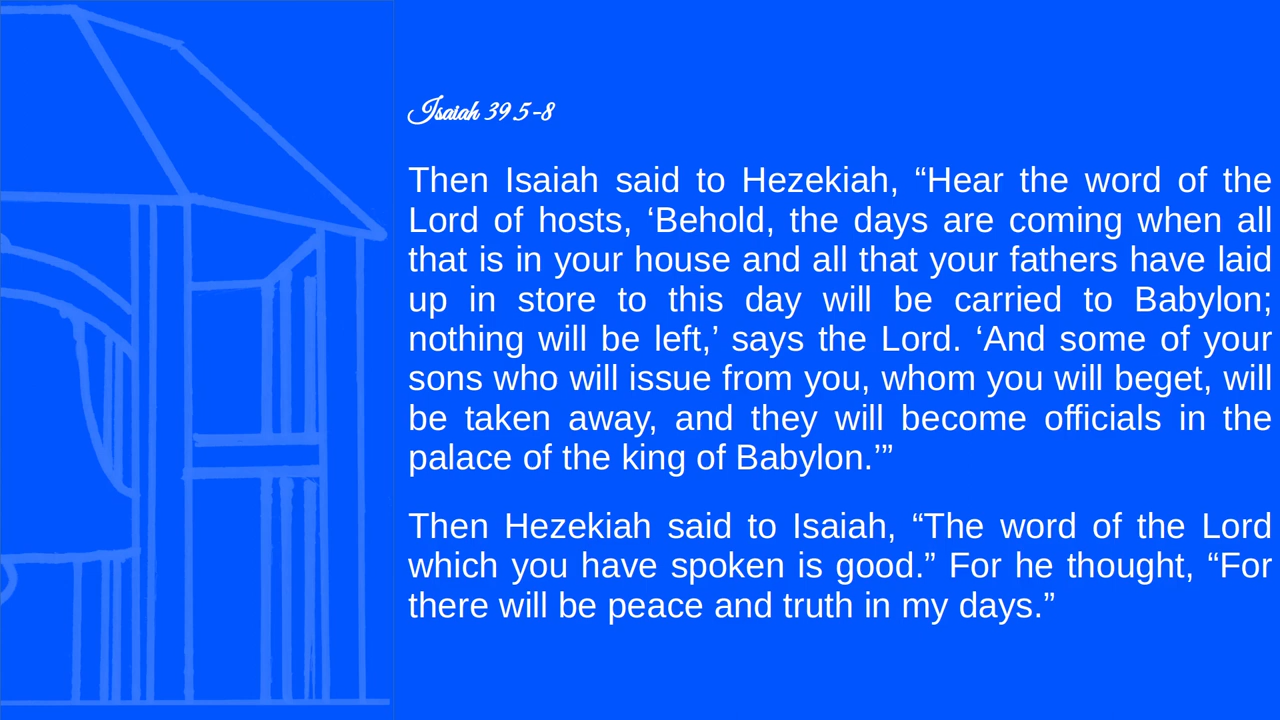 Isaiah 39 5-8
Then Isaiah said to Hezekiah, “Hear the word of the
Lord of hosts, ‘Behold, the days are coming when all
that is in your house and all that your fathers have laid
up in store to this day will be carried to Babylon;
nothing will be left,’ says the Lord. ‘And some of your
sons who will issue from you, whom you will beget, will
be taken away, and they will become officials in the
palace of the king of Babylon.’”
Then Hezekiah said to Isaiah, “The word of the Lord
which you have spoken is good.” For he thought, “For
there will be peace and truth in my days.”